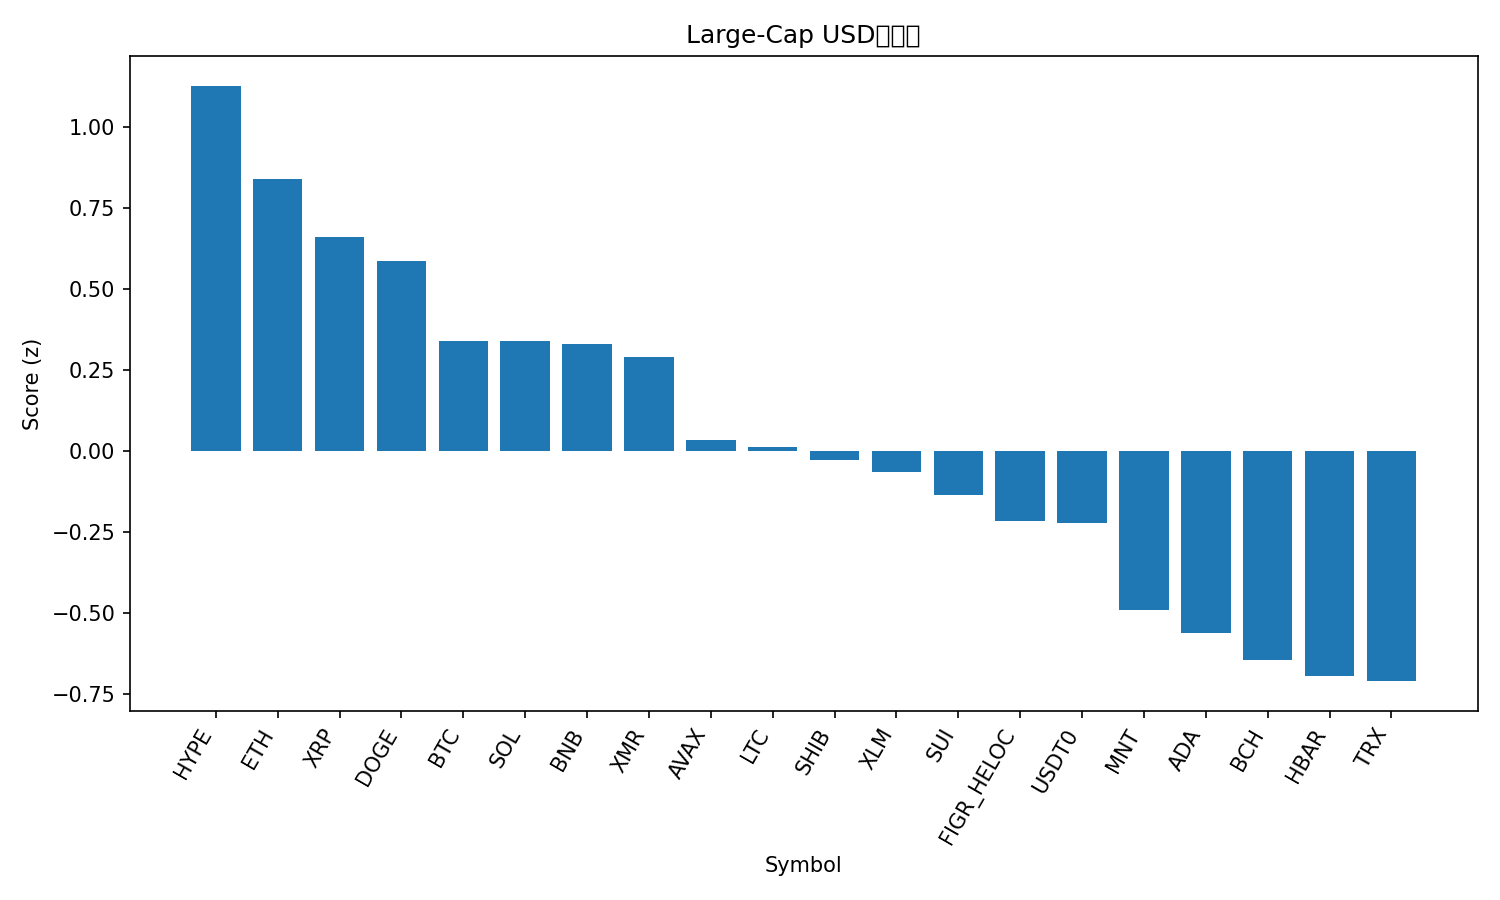 Large-Cap USD
Score (z)
1.00
0.75
0.50
0.25
0.00
−0.25
−0.50
−0.75
HYPE
ETH
XRP
DOGE
BTC
SOL
BNB
XMR
AVAX
LTC
SHIB
XLM
SUI
FIGR_HELOC
USDT0
MNT
ADA
BCH
HBAR
TRX
Symbol